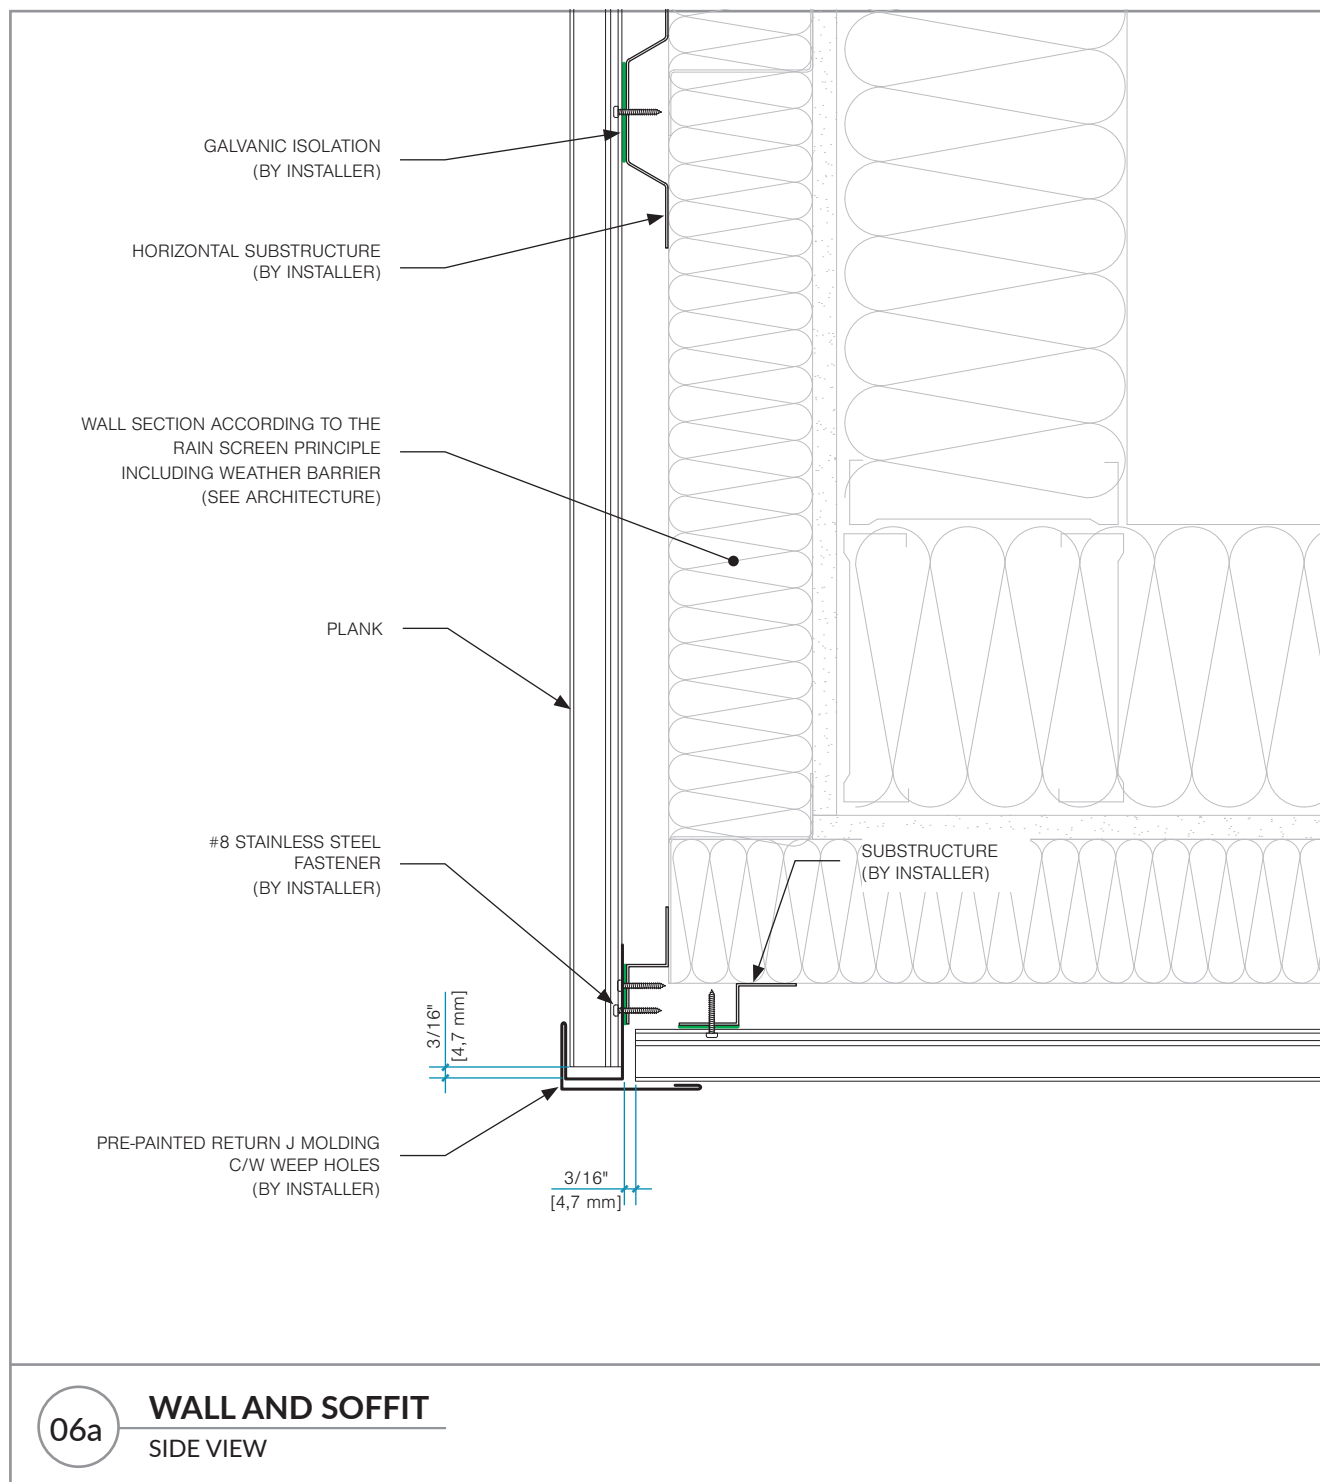 GALVANIC ISOLATION
(BY INSTALLER)
HORIZONTAL SUBSTRUCTURE
(BY INSTALLER)
WALL SECTION ACCORDING TO THE
RAIN SCREEN PRINCIPLE
INCLUDING WEATHER BARRIER
(SEE ARCHITECTURE)
PLANK
#8 STAINLESS STEEL
FASTENER
(BY INSTALLER)
SUBSTRUCTURE
(BY INSTALLER)
3/16"
[4,7 mm]
PRE-PAINTED RETURN J MOLDING
C/W WEEP HOLES
(BY INSTALLER)
3/16"
[4,7 mm]
06a
WALL AND SOFFIT
SIDE VIEW